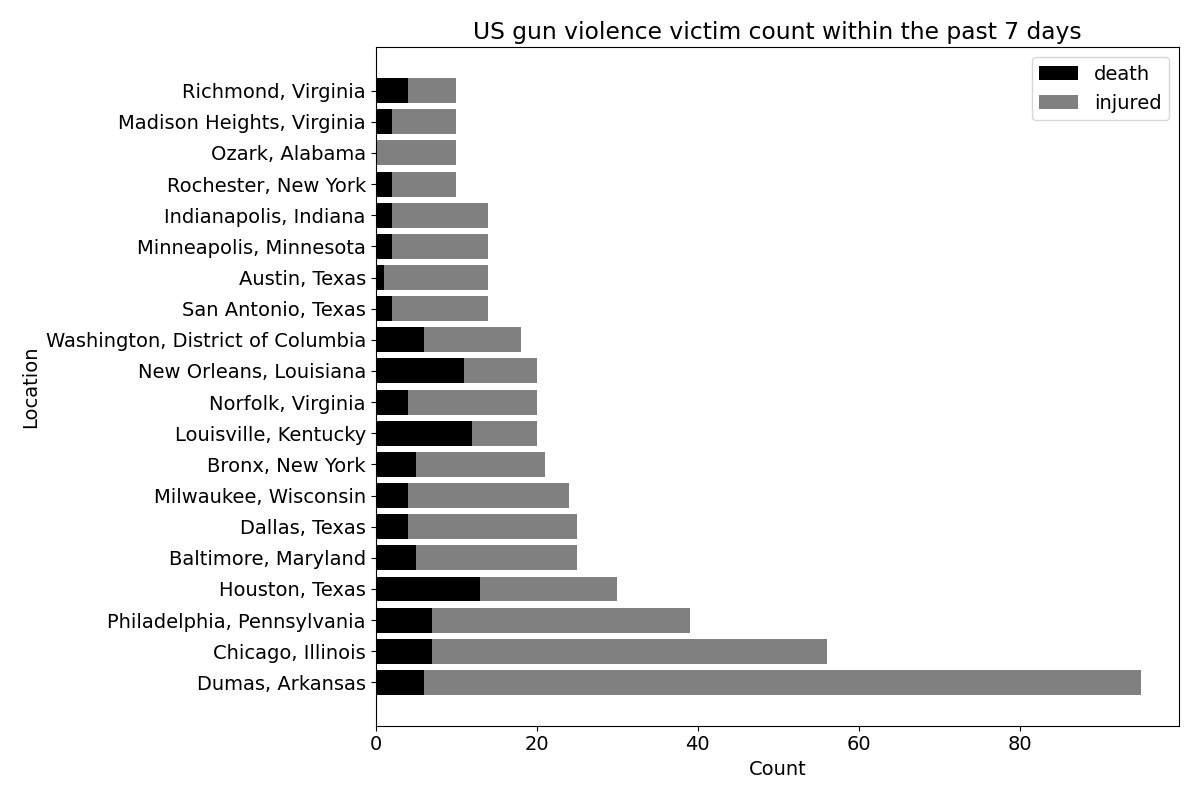 US gun violence victim count within the past 7 days
death
injured
Richmond, Virginia
Madison Heights, Virginia
Ozark, Alabama
Rochester, New York
Indianapolis, Indiana
Minneapolis, Minnesota
Austin, Texas
San Antonio, Texas
Washington, District of Columbia
New Orleans, Louisiana
Norfolk, Virginia
Louisville, Kentucky
Bronx, New York
Milwaukee, Wisconsin
Dallas, Texas
Baltimore, Maryland
Houston, Texas
Philadelphia, Pennsylvania
Chicago, Illinois
Dumas, Arkansas
Location
0 20 40 60 80
Count